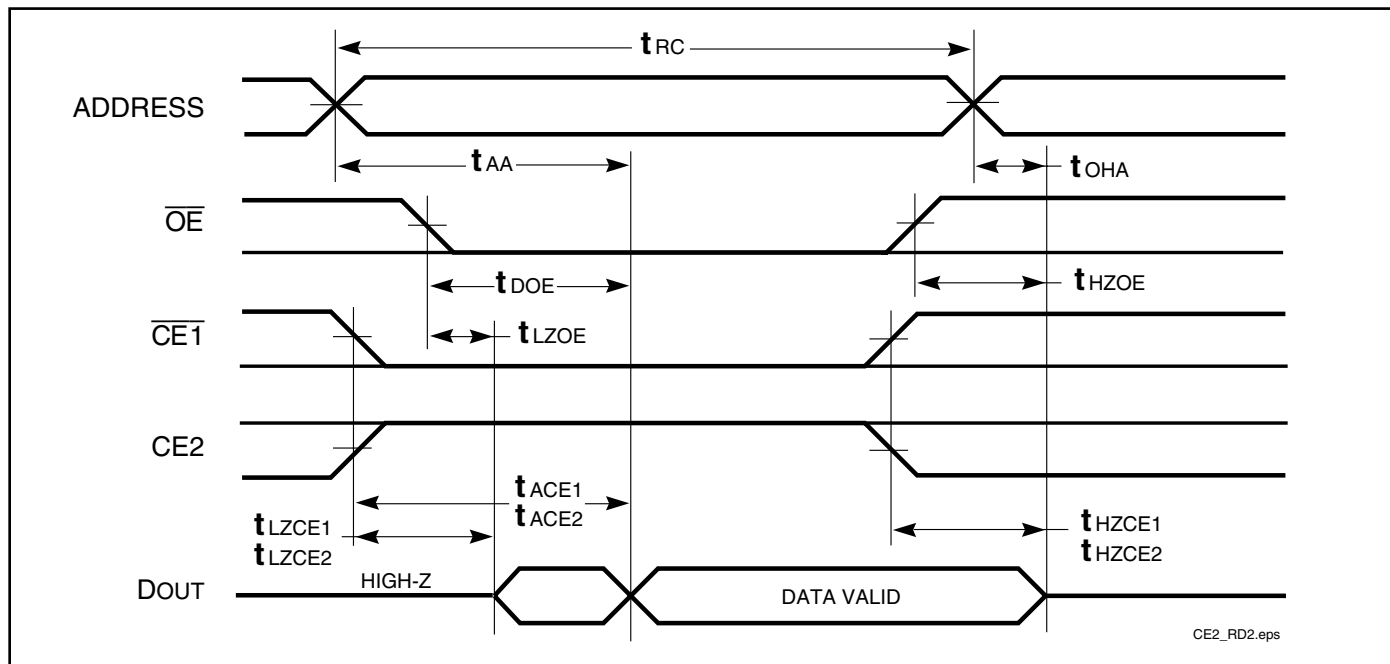 tRC
ADDRESS
tAA
tOHA
OE
tDOE
tHZOE
CE1
tLZOE
CE2
tACE1
tACE2
tLZCE1
tLZCE2
tHZCE1
tHZCE2
DOUT
HIGH-Z
DATA VALID
CE2_RD2.eps